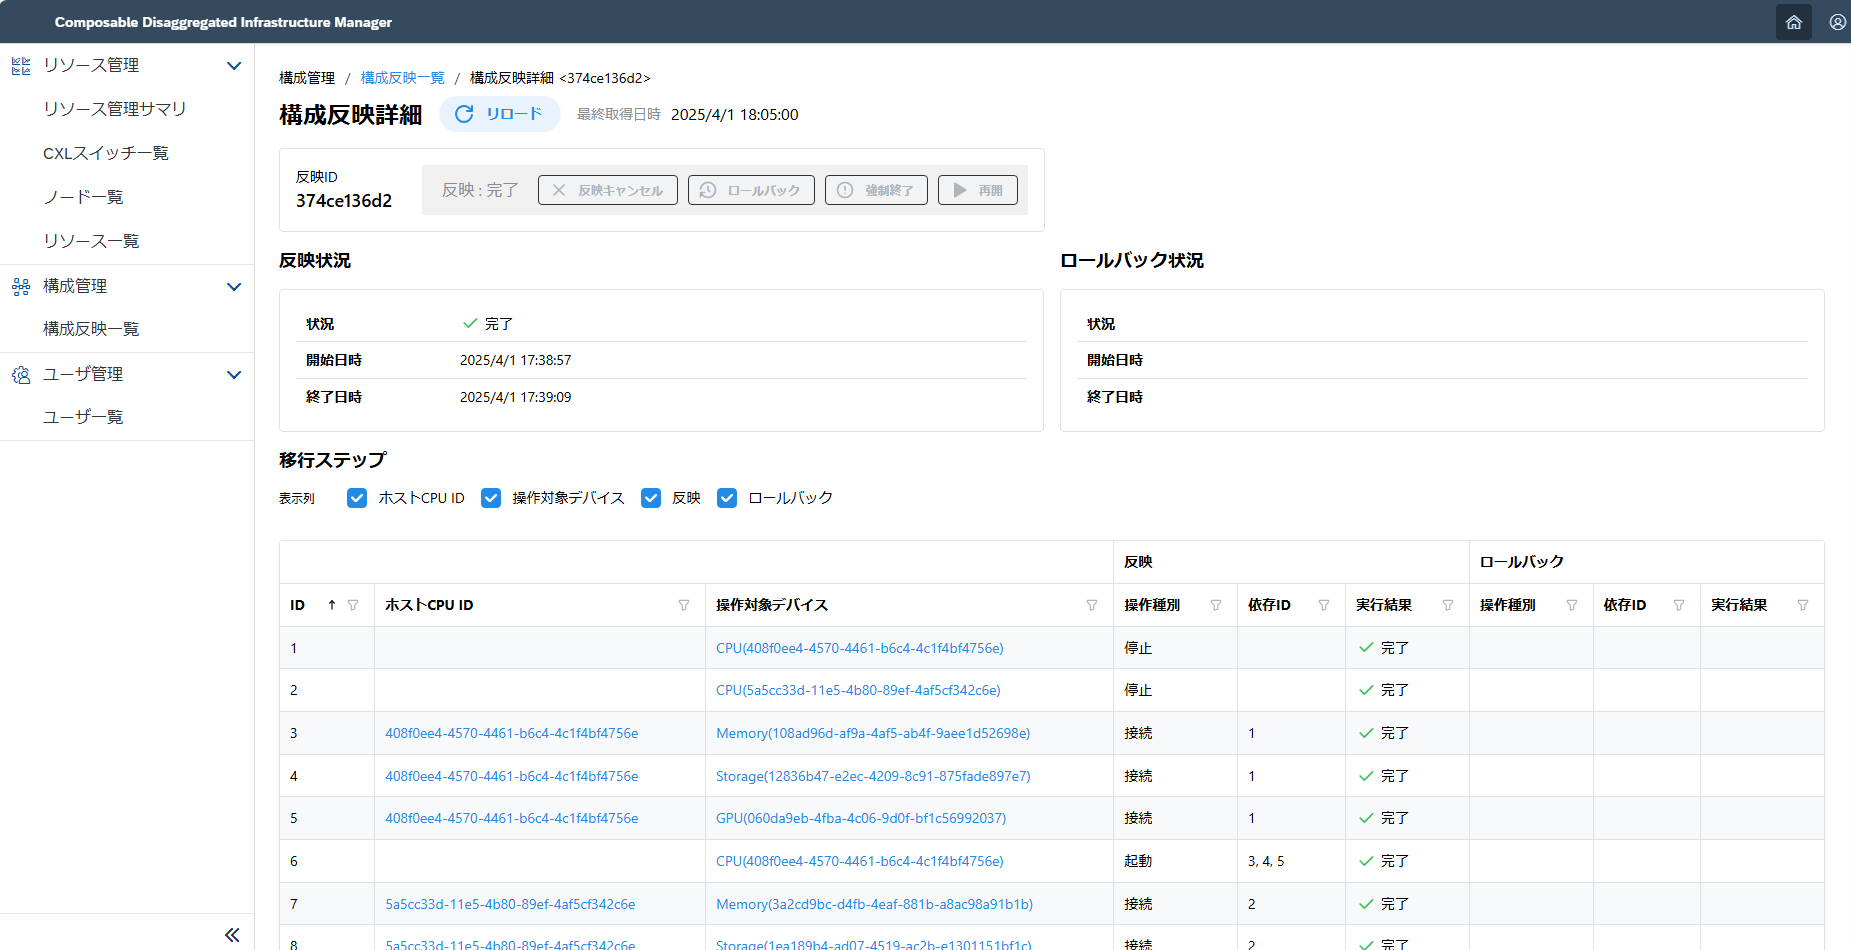 Composable Disaggregated Infrastructure Manager
リソース管理
リソース管理サマリ
CXLスイッチ一覧
ノード一覧
リソース一覧
構成管理
構成反映一覧
ユーザ管理
ユーザ一覧
構成管理 / 構成反映一覧 / 構成反映詳細 <374ce136d2>
構成反映詳細 リロード 最終取得日時 2025/4/1 18:05:00
反映ID
374ce136d2
反映 : 完了 反映キャンセル ロールバック 強制終了 再開
反映状況
状況 完了
開始日時 2025/4/1 17:38:57
終了日時 2025/4/1 17:39:09
ロールバック状況
状況
開始日時
終了日時
移行ステップ
表示列 ホストCPU ID 操作対象デバイス 反映 ロールバック
反映 ロールバック
ID ホストCPU ID 操作対象デバイス 操作種別 依存ID 実行結果 操作種別 依存ID 実行結果
1 CPU(408f0ee4-4570-4461-b6c4-4c1f4bf4756e) 停止 完了
2 CPU(5a5cc33d-11e5-4b80-89ef-4af5cf342c6e) 停止 完了
3 408f0ee4-4570-4461-b6c4-4c1f4bf4756e Memory(108ad96d-af9a-4af5-ab4f-9aee1d52698e) 接続 1 完了
4 408f0ee4-4570-4461-b6c4-4c1f4bf4756e Storage(12836b47-e2ec-4209-8c91-875fade897e7) 接続 1 完了
5 408f0ee4-4570-4461-b6c4-4c1f4bf4756e GPU(060da9eb-4fba-4c06-9d0f-bf1c56992037) 接続 1 完了
6 CPU(408f0ee4-4570-4461-b6c4-4c1f4bf4756e) 起動 3, 4, 5 完了
7 5a5cc33d-11e5-4b80-89ef-4af5cf342c6e Memory(3a2cd9bc-d4fb-4eaf-881b-a8ac98a91b1b) 接続 2 完了
8 5a5cc33d-11e5-4b80-89ef-4af5cf342c6e Storage(1ea189b4-ad07-4519-ac2b-e1301151bf1c) 接続 2 完了